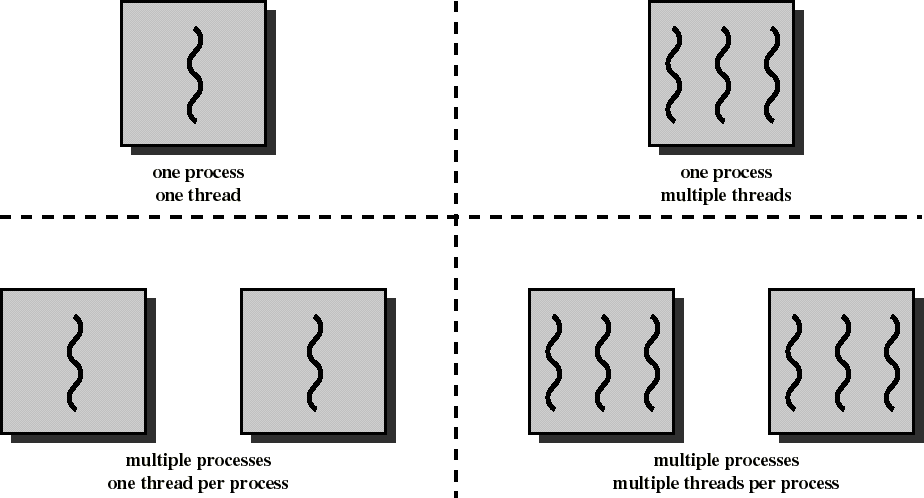 one process
one thread
one process
multiple threads
multiple processes
one thread per process
multiple processes
multiple threads per process